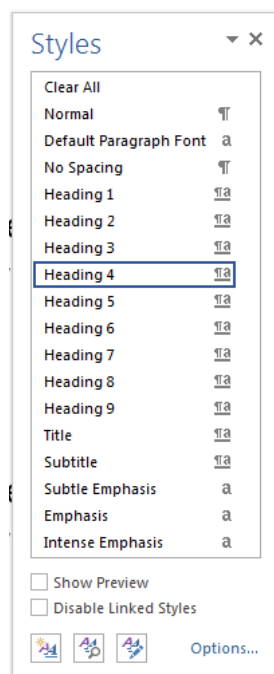 Styles
Clear All
Normal ¶
Default Paragraph Font a
No Spacing ¶
Heading 1 ¶a
Heading 2 ¶a
Heading 3 ¶a
Heading 4 ¶a
Heading 5 ¶a
Heading 6 ¶a
Heading 7 ¶a
Heading 8 ¶a
Heading 9 ¶a
Title ¶a
Subtitle ¶a
Subtle Emphasis a
Emphasis a
Intense Emphasis a
Show Preview
Disable Linked Styles
Options...